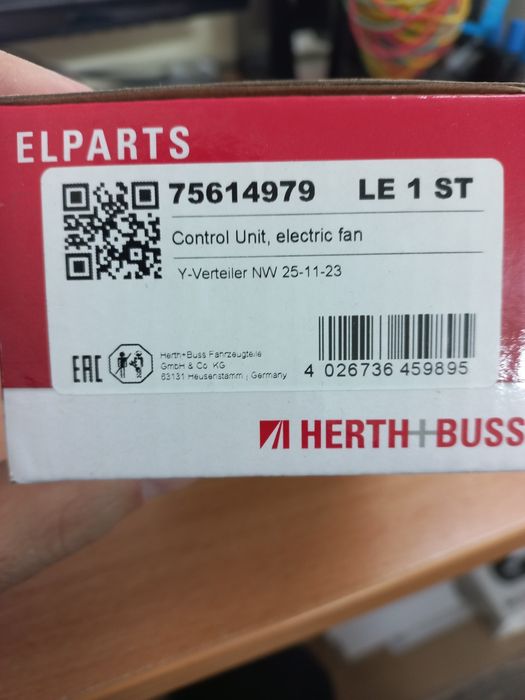 ELPARTS
75614979 LE 1 ST
Control Unit, electric fan
Y-Verteiler NW 25-11-23
EAC
Herth+Buss Fahrzeugteile
GmbH & Co. KG
63131 Heusenstamm, Germany
4 026736 459895
HERTH+BUSS